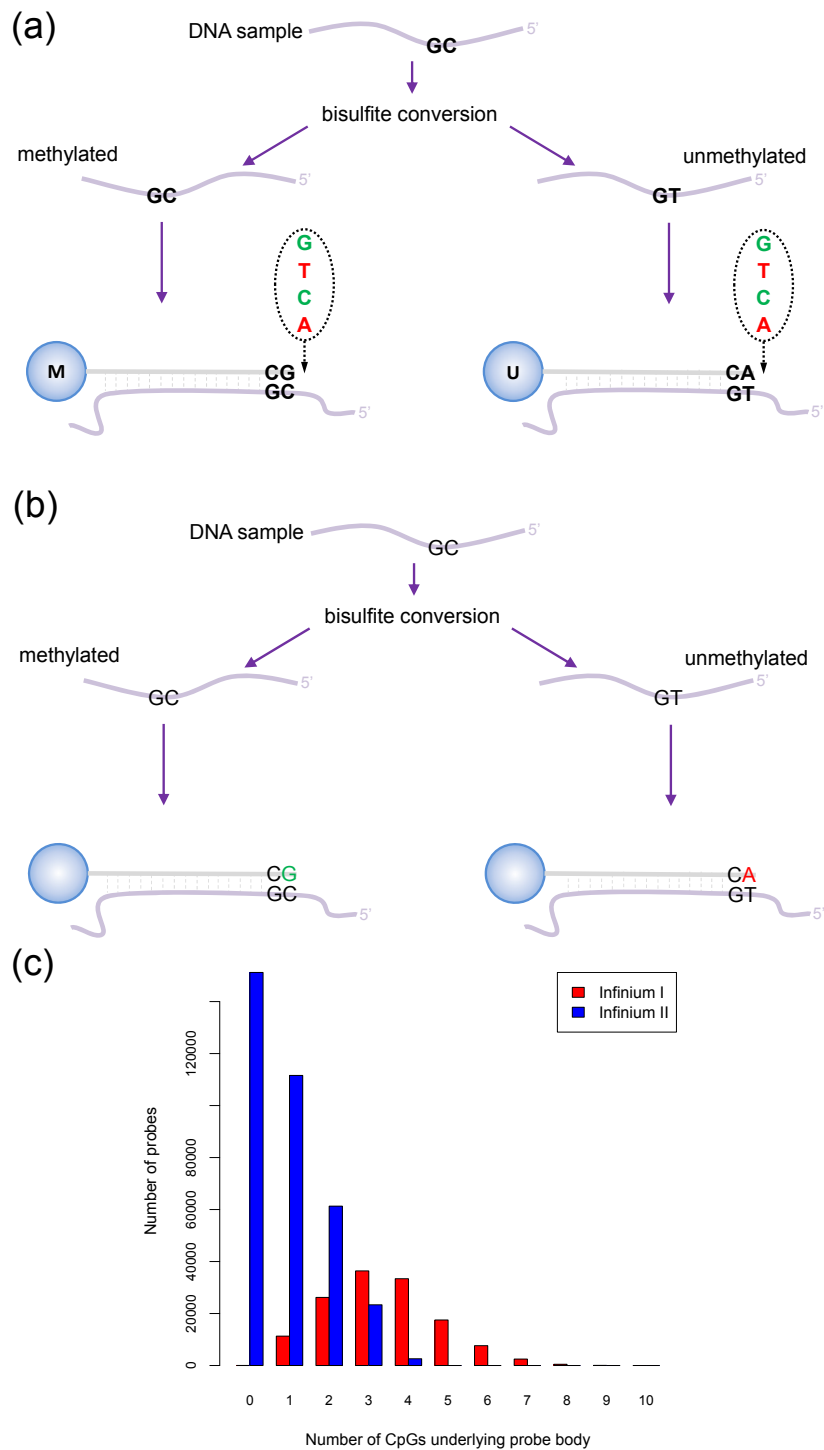 (a)
DNA sample
5'
GC
bisulfite conversion
methylated
unmethylated
5'
5'
GC
GT
G
T
C
A
G
T
C
A
M
CG
GC
5'
U
CA
GT
5'
(b)
DNA sample
5'
GC
bisulfite conversion
methylated
unmethylated
5'
5'
GC
GT
CG
GC
5'
CA
GT
5'
(c)
Infinium I
Infinium II
Number of probes
120000
80000
60000
40000
20000
0
0 1 2 3 4 5 6 7 8 9 10
Number of CpGs underlying probe body